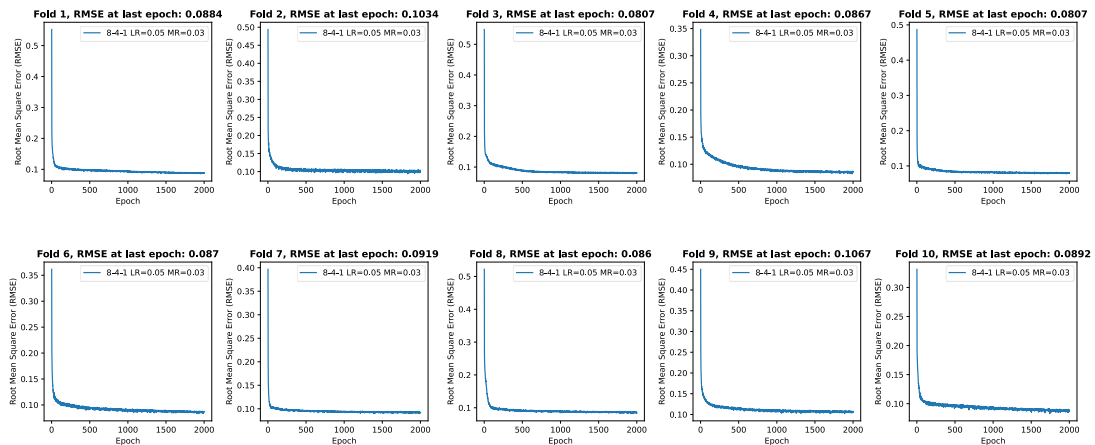 Fold 1, RMSE at last epoch: 0.0884
8-4-1 LR=0.05 MR=0.03
Root Mean Square Error (RMSE)
0.5
0.4
0.3
0.2
0.1
0 500 1000 1500 2000
Epoch
Fold 2, RMSE at last epoch: 0.1034
8-4-1 LR=0.05 MR=0.03
Root Mean Square Error (RMSE)
0.50
0.45
0.40
0.35
0.30
0.25
0.20
0.15
0.10
0 500 1000 1500 2000
Epoch
Fold 3, RMSE at last epoch: 0.0807
8-4-1 LR=0.05 MR=0.03
Root Mean Square Error (RMSE)
0.5
0.4
0.3
0.2
0.1
0 500 1000 1500 2000
Epoch
Fold 4, RMSE at last epoch: 0.0867
8-4-1 LR=0.05 MR=0.03
Root Mean Square Error (RMSE)
0.35
0.30
0.25
0.20
0.15
0.10
0 500 1000 1500 2000
Epoch
Fold 5, RMSE at last epoch: 0.0807
8-4-1 LR=0.05 MR=0.03
Root Mean Square Error (RMSE)
0.5
0.4
0.3
0.2
0.1
0 500 1000 1500 2000
Epoch
Fold 6, RMSE at last epoch: 0.087
8-4-1 LR=0.05 MR=0.03
Root Mean Square Error (RMSE)
0.35
0.30
0.25
0.20
0.15
0.10
0 500 1000 1500 2000
Epoch
Fold 7, RMSE at last epoch: 0.0919
8-4-1 LR=0.05 MR=0.03
Root Mean Square Error (RMSE)
0.40
0.35
0.30
0.25
0.20
0.15
0.10
0 500 1000 1500 2000
Epoch
Fold 8, RMSE at last epoch: 0.086
8-4-1 LR=0.05 MR=0.03
Root Mean Square Error (RMSE)
0.5
0.4
0.3
0.2
0.1
0 500 1000 1500 2000
Epoch
Fold 9, RMSE at last epoch: 0.1067
8-4-1 LR=0.05 MR=0.03
Root Mean Square Error (RMSE)
0.45
0.40
0.35
0.30
0.25
0.20
0.15
0.10
0 500 1000 1500 2000
Epoch
Fold 10, RMSE at last epoch: 0.0892
8-4-1 LR=0.05 MR=0.03
Root Mean Square Error (RMSE)
0.30
0.25
0.20
0.15
0.10
0 500 1000 1500 2000
Epoch